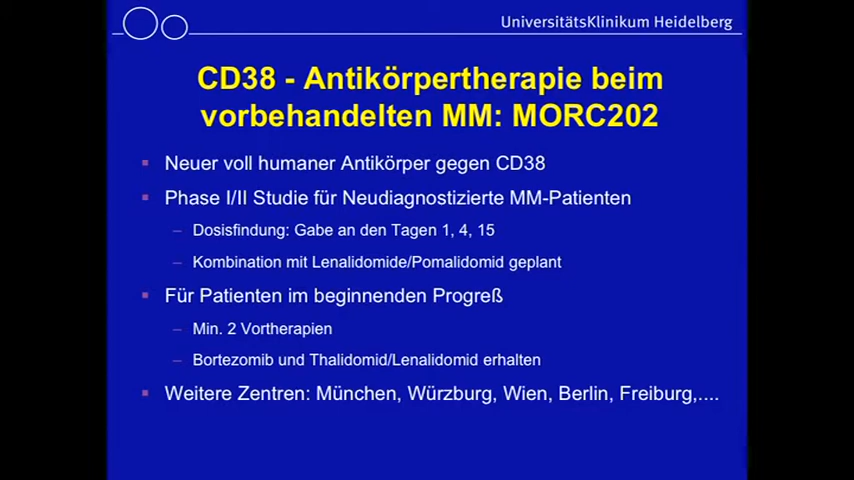 UniversitätsKlinikum Heidelberg
CD38 - Antikörpertherapie beim
vorbehandelten MM: MORC202
Neuer voll humaner Antikörper gegen CD38
Phase I/II Studie für Neudiagnostizierte MM-Patienten
– Dosisfindung: Gabe an den Tagen 1, 4, 15
– Kombination mit Lenalidomide/Pomalidomid geplant
Für Patienten im beginnenden Progreß
– Min. 2 Vortherapien
– Bortezomib und Thalidomid/Lenalidomid erhalten
Weitere Zentren: München, Würzburg, Wien, Berlin, Freiburg,....